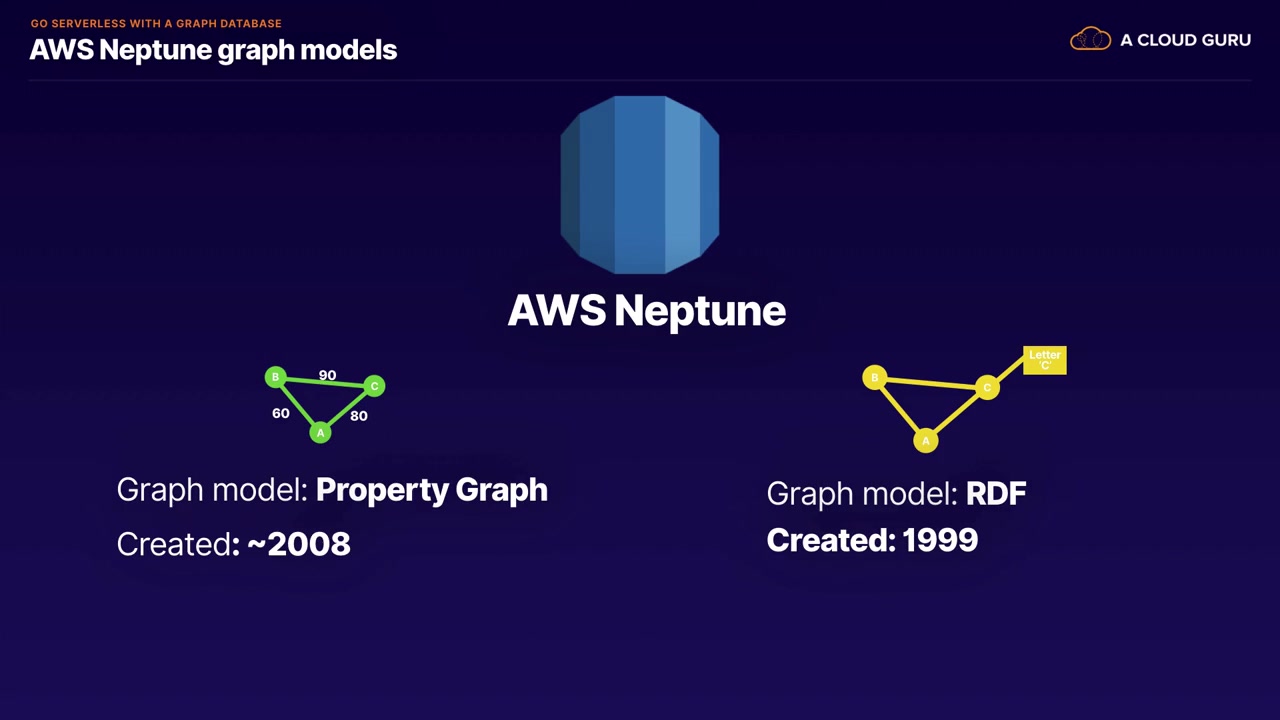 GO SERVERLESS WITH A GRAPH DATABASE
AWS Neptune graph models
A CLOUD GURU
AWS Neptune
B
90
C
60
80
A
Graph model: Property Graph
Created: ~2008
Letter
'C'
B
C
A
Graph model: RDF
Created: 1999